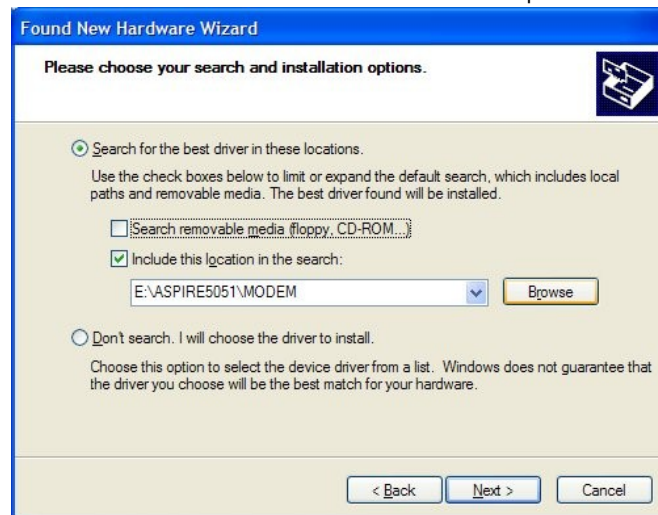 Found New Hardware Wizard
Please choose your search and installation options.
Search for the best driver in these locations.
Use the check boxes below to limit or expand the default search, which includes local
paths and removable media. The best driver found will be installed.
Search removable media (floppy, CD-ROM...)
Include this location in the search:
E:\ASPIRE5051\MODEM
Browse
Don't search. I will choose the driver to install.
Choose this option to select the device driver from a list. Windows does not guarantee that
the driver you choose will be the best match for your hardware.
< Back Next > Cancel